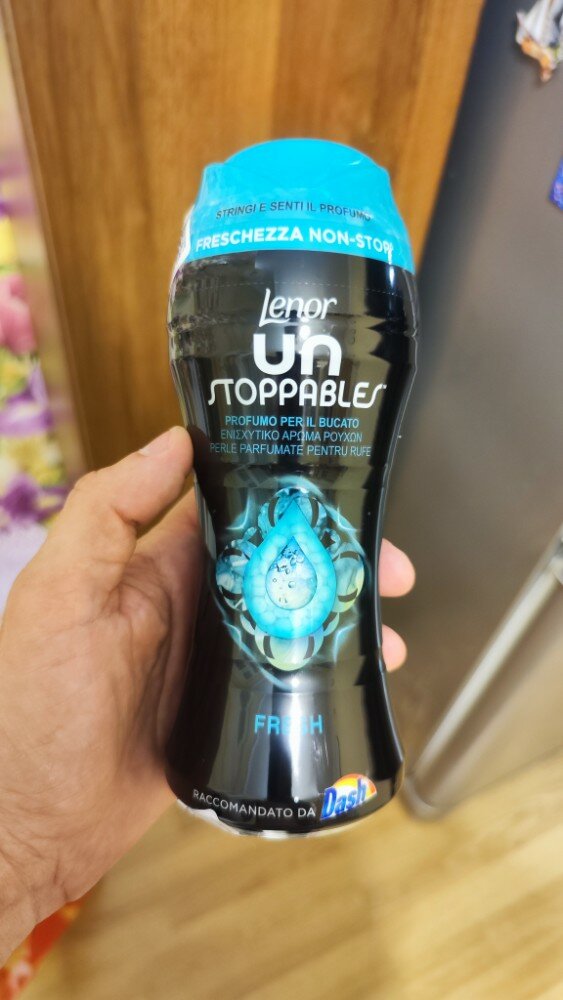 STRINGI E SENTI IL PROFUMO
FRESCHEZZA NON-STOP!
Lenor
un
STOPPABLES™
PROFUMO PER IL BUCATO
ΕΝΙΣΧΥΤΙΚΟ ΑΡΩΜΑ ΡΟΥΧΩΝ
PERLE PARFUMATE PENTRU RUFE
FRESH
RACCOMANDATO DA Dash